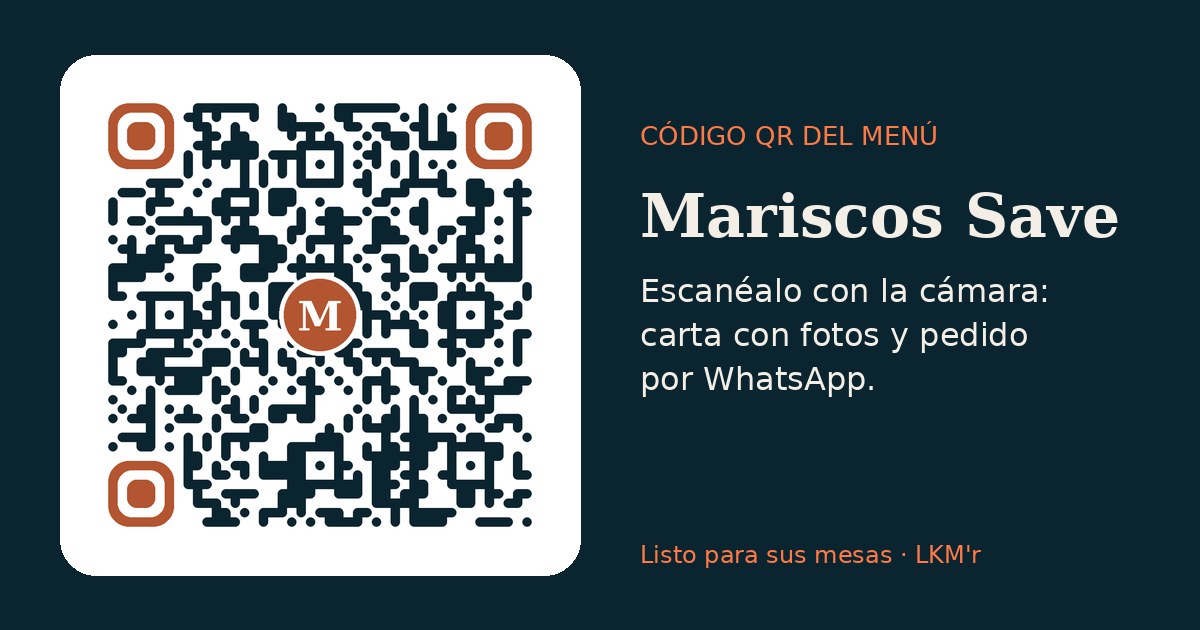 M
CÓDIGO QR DEL MENÚ
Mariscos Save
Escanéalo con la cámara:
carta con fotos y pedido
por WhatsApp.
Listo para sus mesas · LKM'r